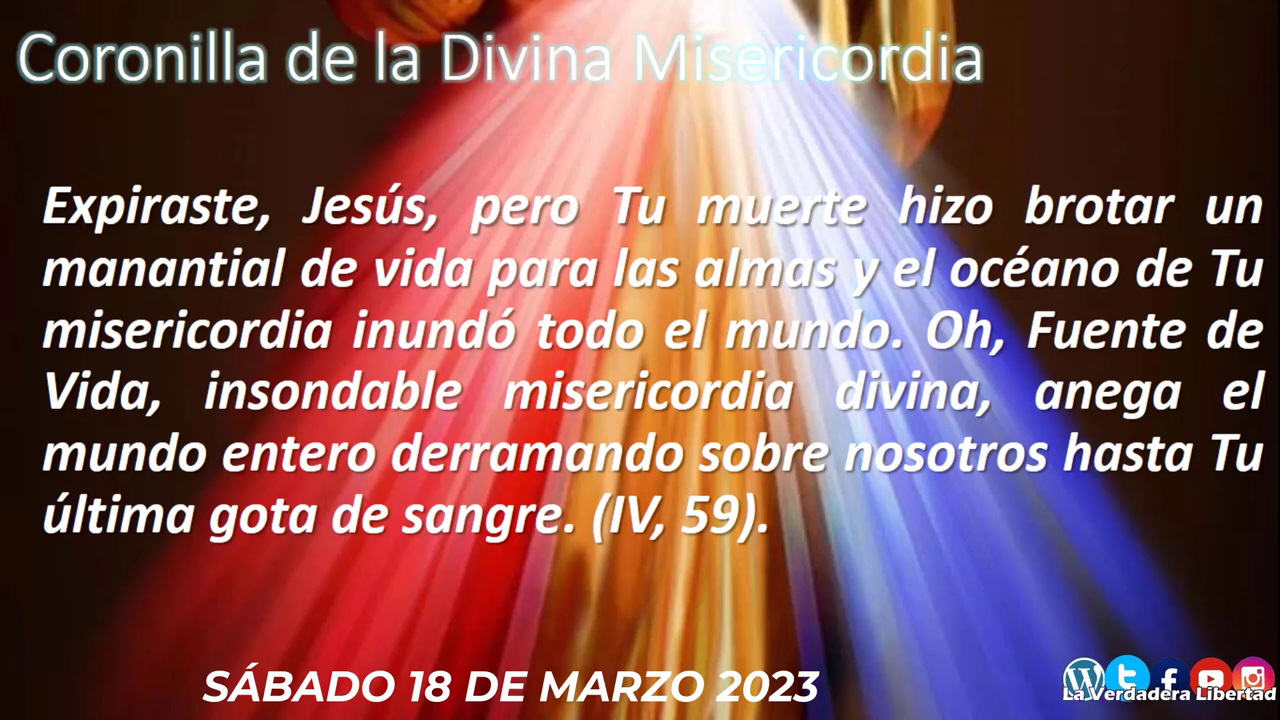 Coronilla de la Divina Misericordia
Expiraste, Jesús, pero Tu muerte hizo brotar un
manantial de vida para las almas y el océano de Tu
misericordia inundó todo el mundo. Oh, Fuente de
Vida, insondable misericordia divina, anega el
mundo entero derramando sobre nosotros hasta Tu
última gota de sangre. (IV, 59).
SÁBADO 18 DE MARZO 2023
La Verdadera Libertad